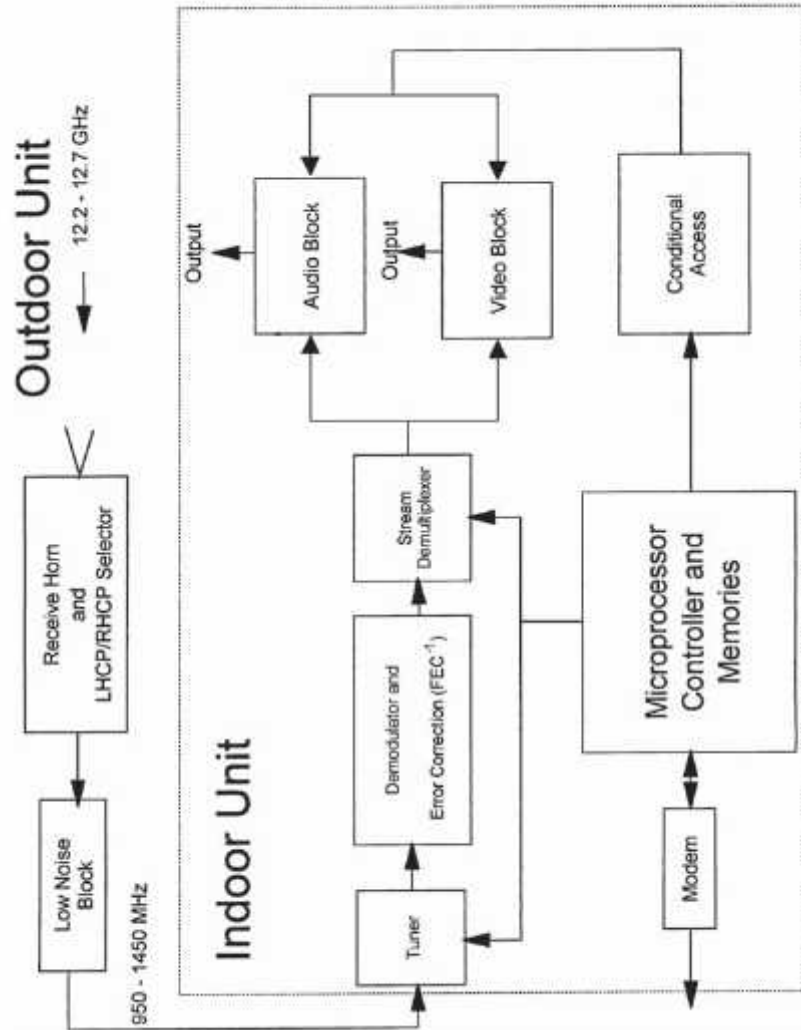 Outdoor Unit
12.2 - 12.7 GHz
Receive Horn
and
LHCP/RHCP Selector
Low Noise
Block
950 - 1450 MHz
Indoor Unit
Tuner
Demodulator and
Error Correction (FEC⁻¹)
Stream
Demultiplexer
Output
Audio Block
Output
Video Block
Conditional
Access
Microprocessor
Controller and
Memories
Modem